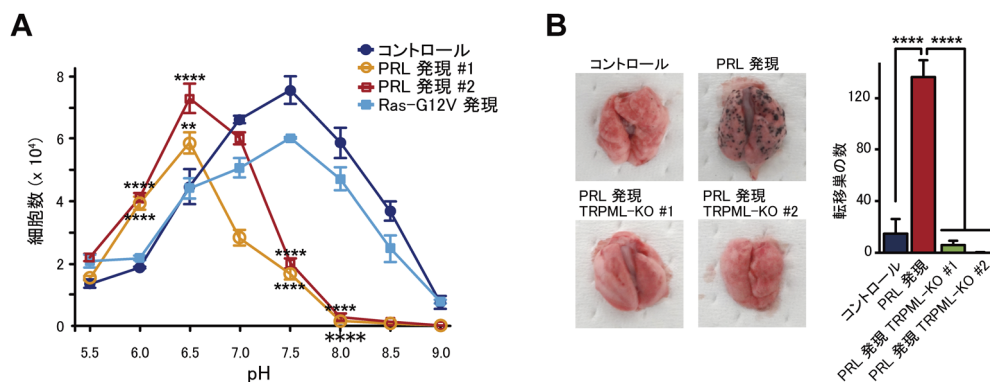 A
コントロール
PRL 発現 #1
PRL 発現 #2
Ras-G12V 発現
細胞数 (x 10⁴)
8
6
4
2
0
****
**
****
****
****
****
****
****
5.5
6.0
6.5
7.0
7.5
8.0
8.5
9.0
pH
B
コントロール
PRL 発現
PRL 発現
TRPML-KO #1
PRL 発現
TRPML-KO #2
****
****
転移巣の数
120
80
40
0
コントロール
PRL 発現
PRL 発現 TRPML-KO #1
PRL 発現 TRPML-KO #2